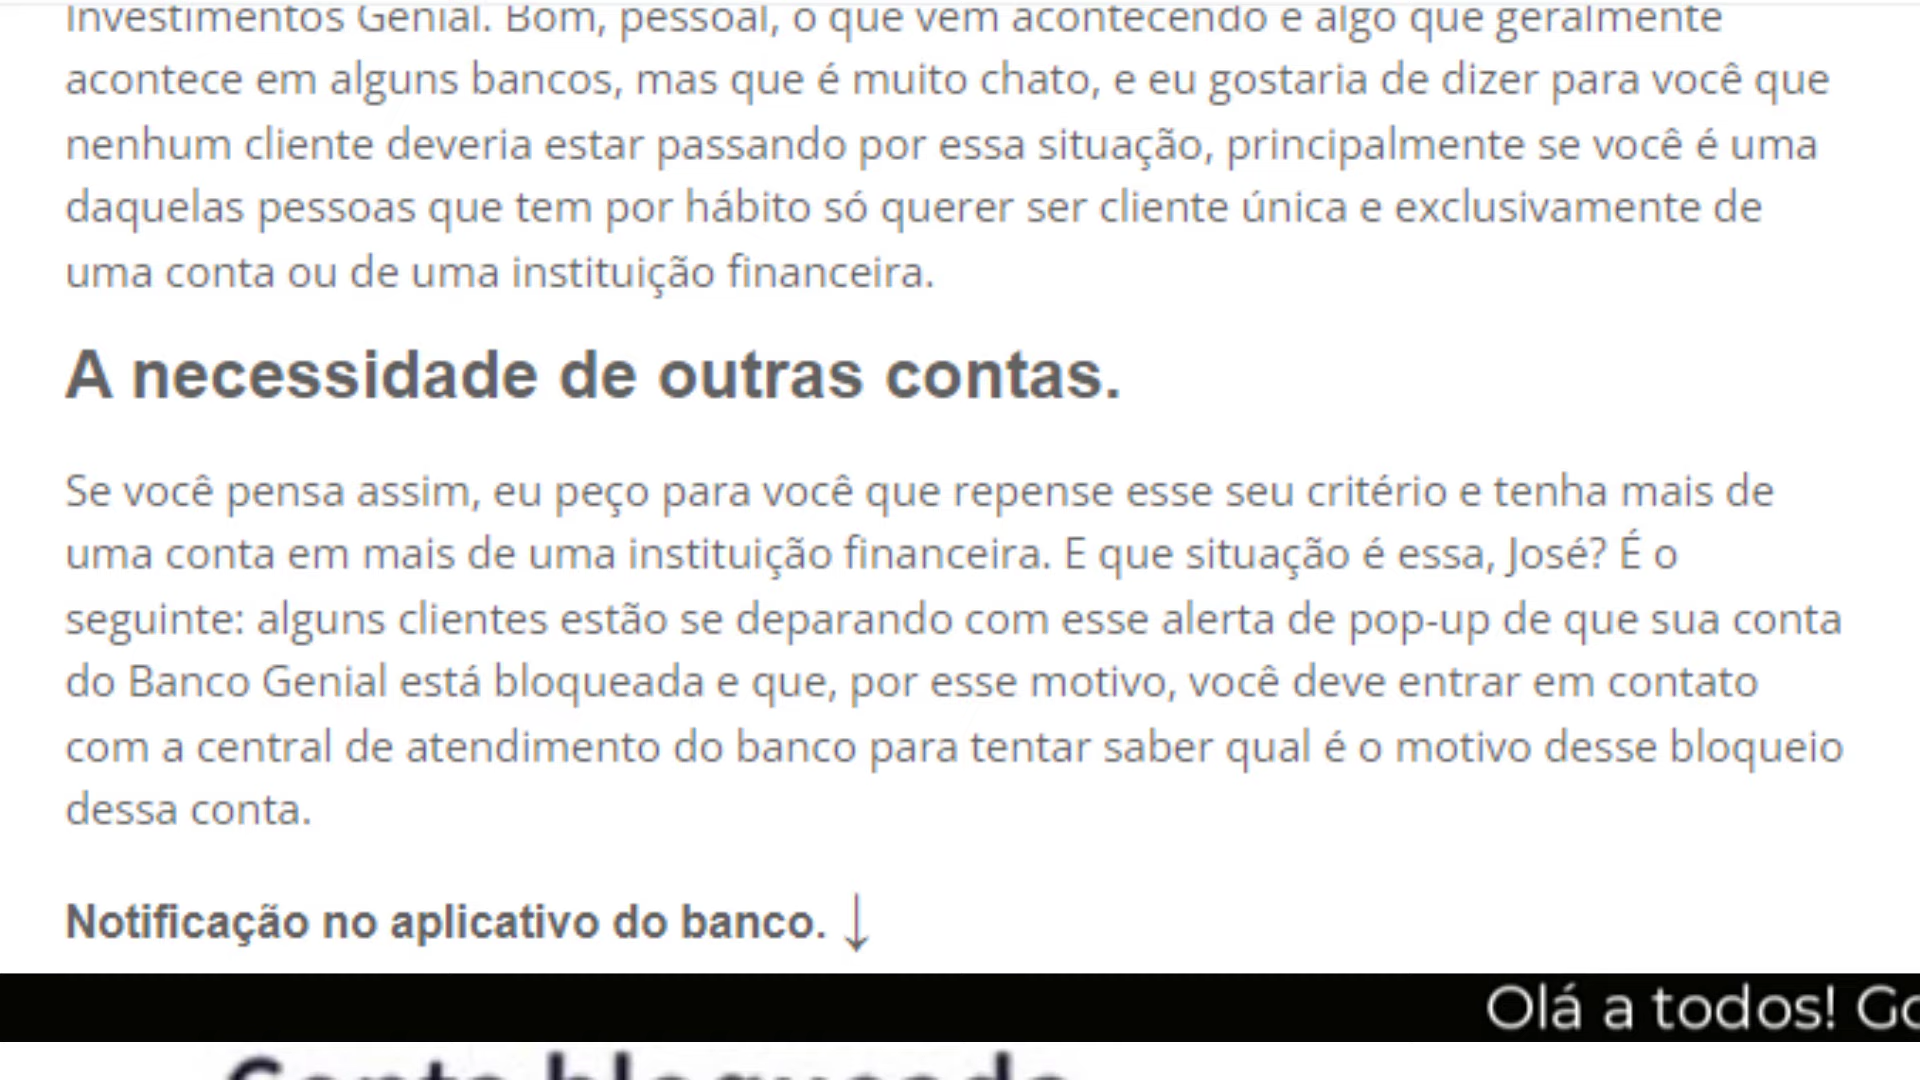 Investimentos Genial. Bom, pessoal, o que vem acontecendo é algo que geralmente
acontece em alguns bancos, mas que é muito chato, e eu gostaria de dizer para você que
nenhum cliente deveria estar passando por essa situação, principalmente se você é uma
daquelas pessoas que tem por hábito só querer ser cliente única e exclusivamente de
uma conta ou de uma instituição financeira.
A necessidade de outras contas.
Se você pensa assim, eu peço para você que repense esse seu critério e tenha mais de
uma conta em mais de uma instituição financeira. E que situação é essa, José? É o
seguinte: alguns clientes estão se deparando com esse alerta de pop-up de que sua conta
do Banco Genial está bloqueada e que, por esse motivo, você deve entrar em contato
com a central de atendimento do banco para tentar saber qual é o motivo desse bloqueio
dessa conta.
Notificação no aplicativo do banco. ↓
Olá a todos! Go
Conta bloqueada